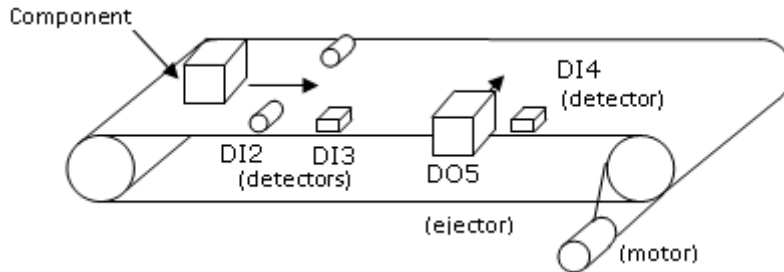 Component
DI4
(detector)
DI2 DI3
(detectors)
DO5
(ejector)
(motor)